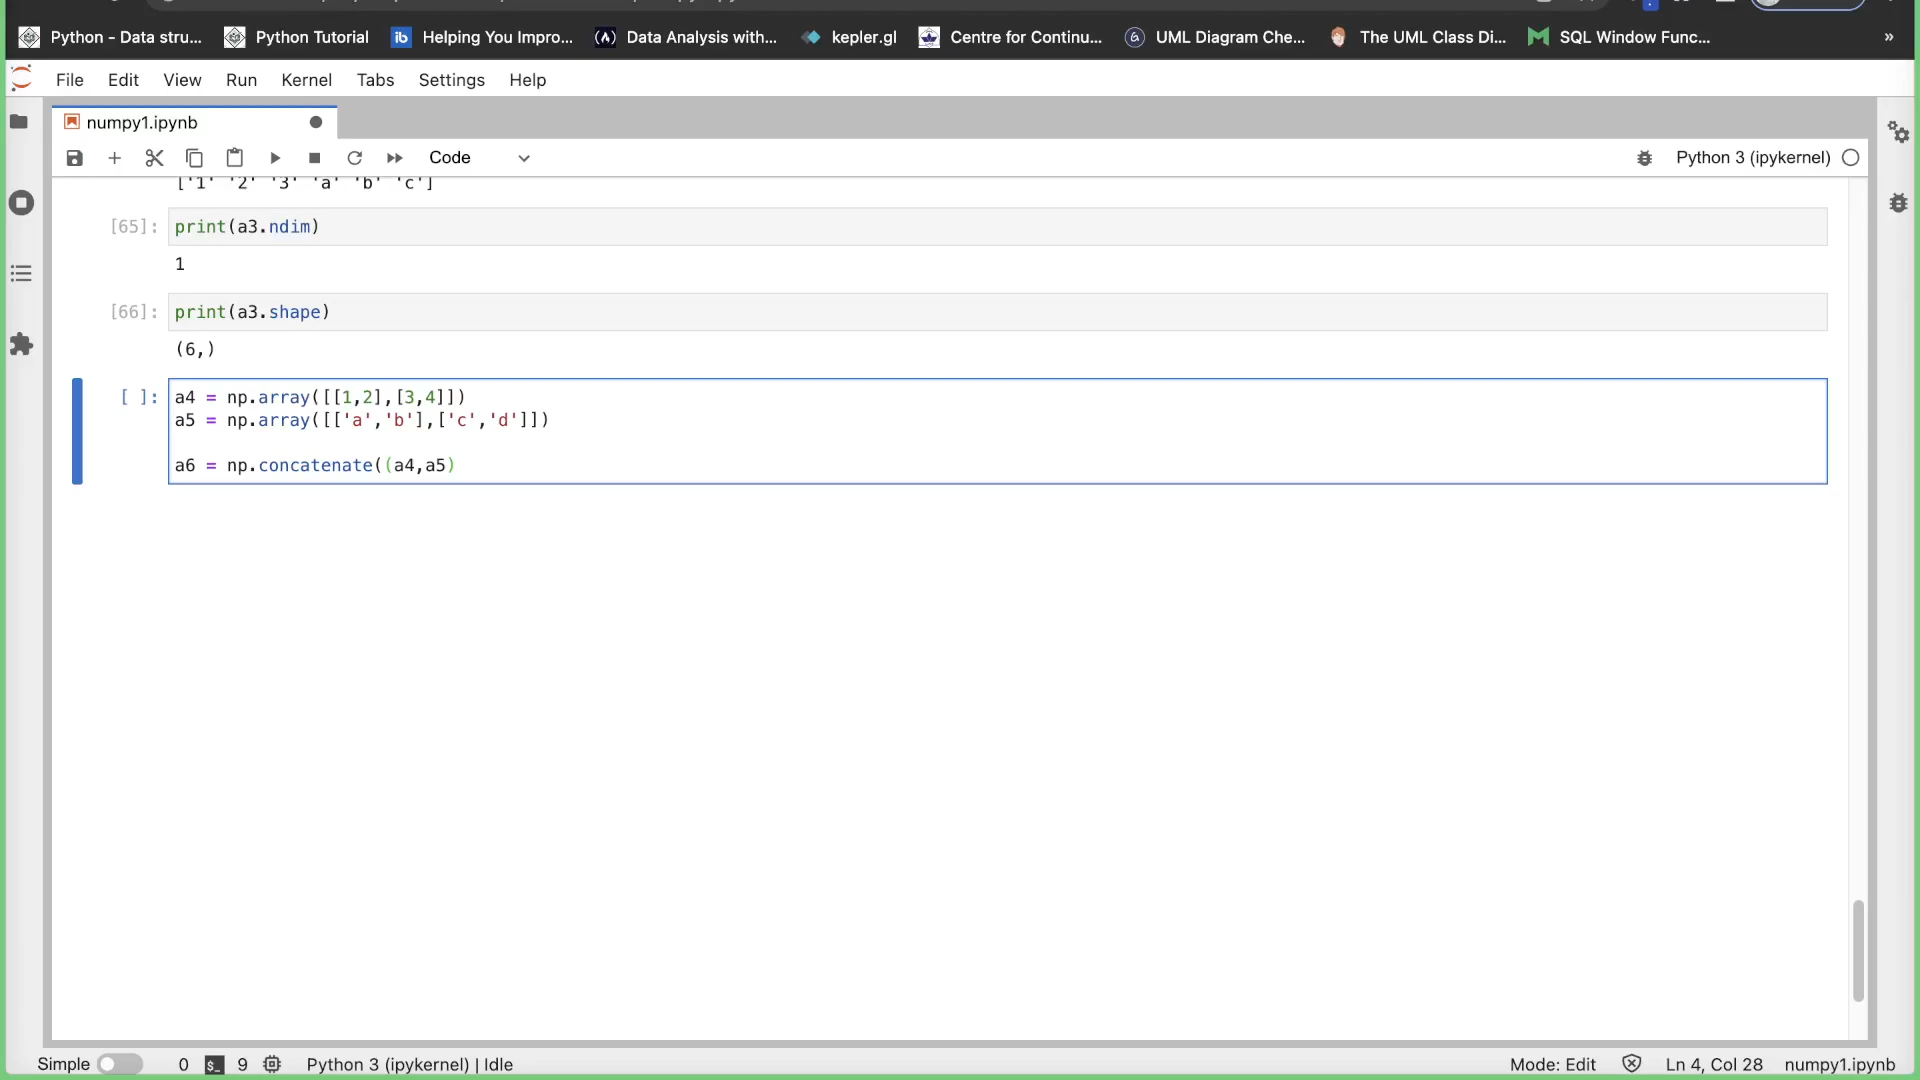 Python - Data stru...
Python Tutorial
ib
Helping You Impro...
Data Analysis with...
kepler.gl
Centre for Continu...
UML Diagram Che...
The UML Class Di...
SQL Window Func...
»
File Edit View Run Kernel Tabs Settings Help
numpy1.ipynb
Code
Python 3 (ipykernel)
['1' '2' '3' 'a' 'b' 'c']
[65]: print(a3.ndim)
1
[66]: print(a3.shape)
(6,)
[ ]: a4 = np.array([[1,2],[3,4]])
a5 = np.array([['a','b'],['c','d']])
a6 = np.concatenate((a4,a5)
Simple 0 $_ 9 Python 3 (ipykernel) | Idle
Mode: Edit Ln 4, Col 28 numpy1.ipynb